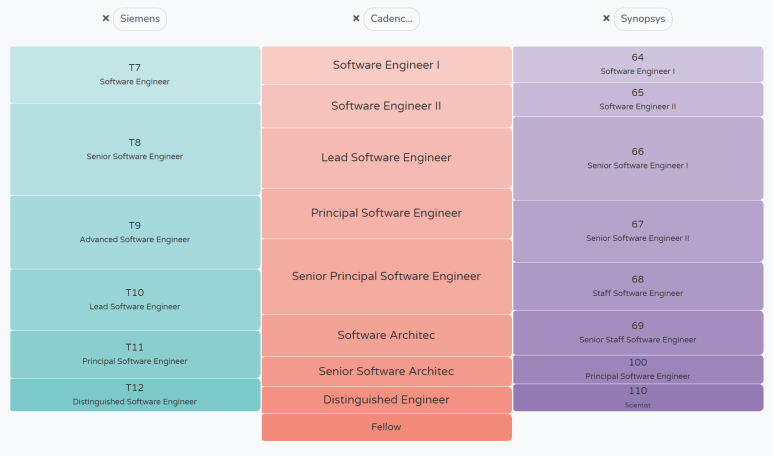 × Siemens
× Cadenc...
× Synopsys
T7
Software Engineer
T8
Senior Software Engineer
T9
Advanced Software Engineer
T10
Lead Software Engineer
T11
Principal Software Engineer
T12
Distinguished Software Engineer
Software Engineer I
Software Engineer II
Lead Software Engineer
Principal Software Engineer
Senior Principal Software Engineer
Software Architec
Senior Software Architec
Distinguished Engineer
Fellow
64
Software Engineer I
65
Software Engineer II
66
Senior Software Engineer I
67
Senior Software Engineer II
68
Staff Software Engineer
69
Senior Staff Software Engineer
100
Principal Software Engineer
110
Scientist